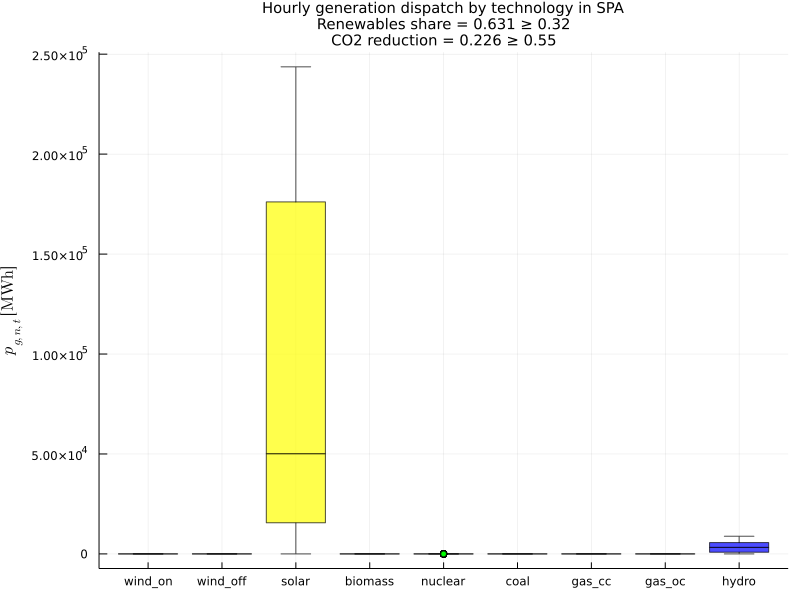 Hourly generation dispatch by technology in SPA
Renewables share = 0.631 ≥ 0.32
CO2 reduction = 0.226 ≥ 0.55
2.50×10⁵
2.00×10⁵
1.50×10⁵
1.00×10⁵
5.00×10⁴
0
p_{g,n,t} [MWh]
wind_on wind_off solar biomass nuclear coal gas_cc gas_oc hydro